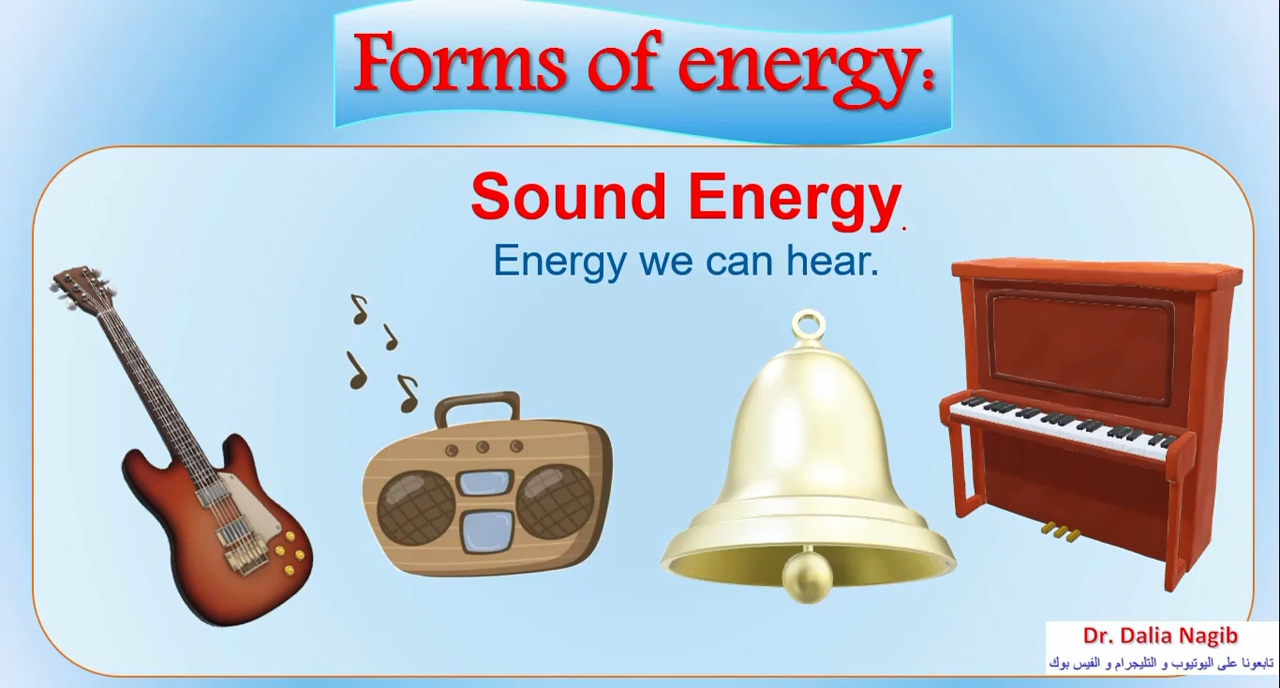 Forms of energy:
Sound Energy.
Energy we can hear.
Dr. Dalia Nagib
تابعونا على اليوتيوب و التليجرام و الفيس بوك